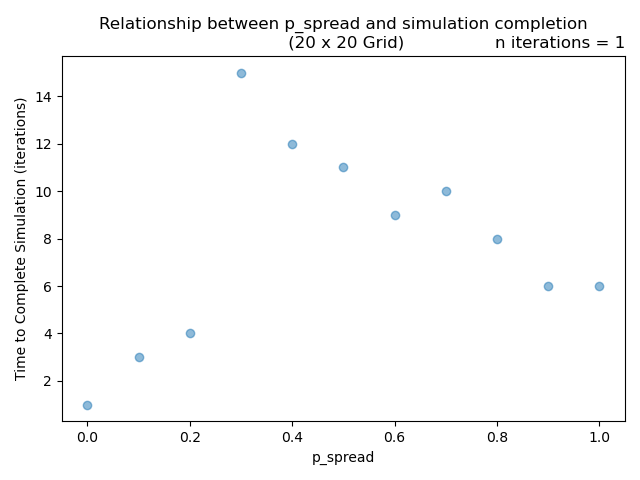 Relationship between p_spread and simulation completion
(20 x 20 Grid)
n iterations = 1
Time to Complete Simulation (iterations)
14
12
10
8
6
4
2
0.0
0.2
0.4
0.6
0.8
1.0
p_spread